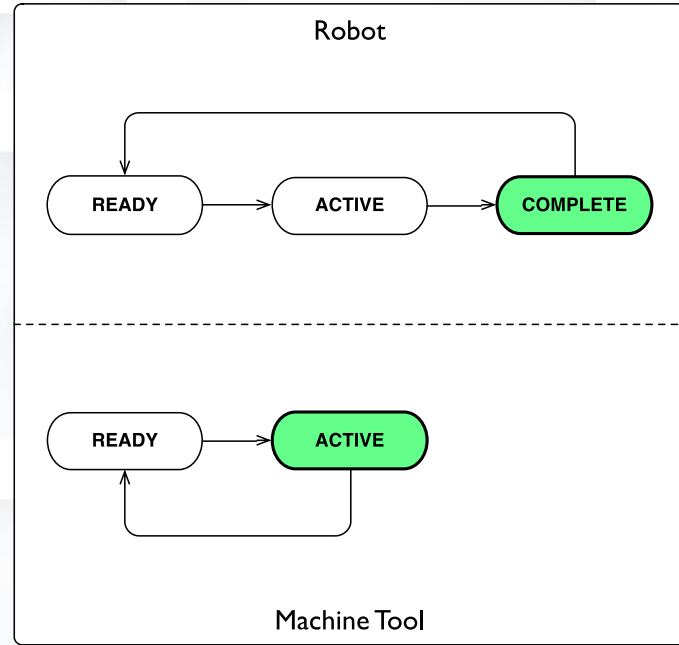 Robot
READY
ACTIVE
COMPLETE
READY
ACTIVE
Machine Tool